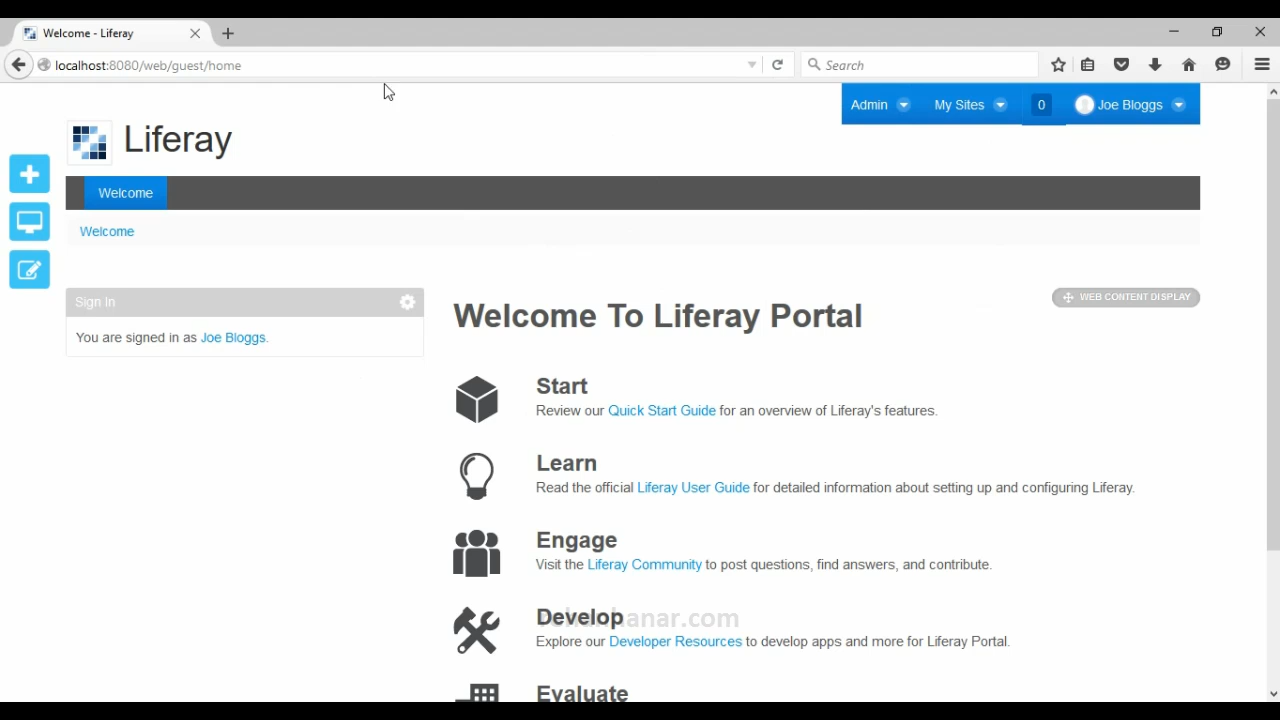 Welcome - Liferay
localhost:8080/web/guest/home
Search
Admin
My Sites
0
Joe Bloggs
Liferay
Welcome
Welcome
Sign In
You are signed in as Joe Bloggs.
Welcome To Liferay Portal
WEB CONTENT DISPLAY
Start
Review our Quick Start Guide for an overview of Liferay's features.
Learn
Read the official Liferay User Guide for detailed information about setting up and configuring Liferay.
Engage
Visit the Liferay Community to post questions, find answers, and contribute.
Develop
Explore our Developer Resources to develop apps and more for Liferay Portal.
Evaluate